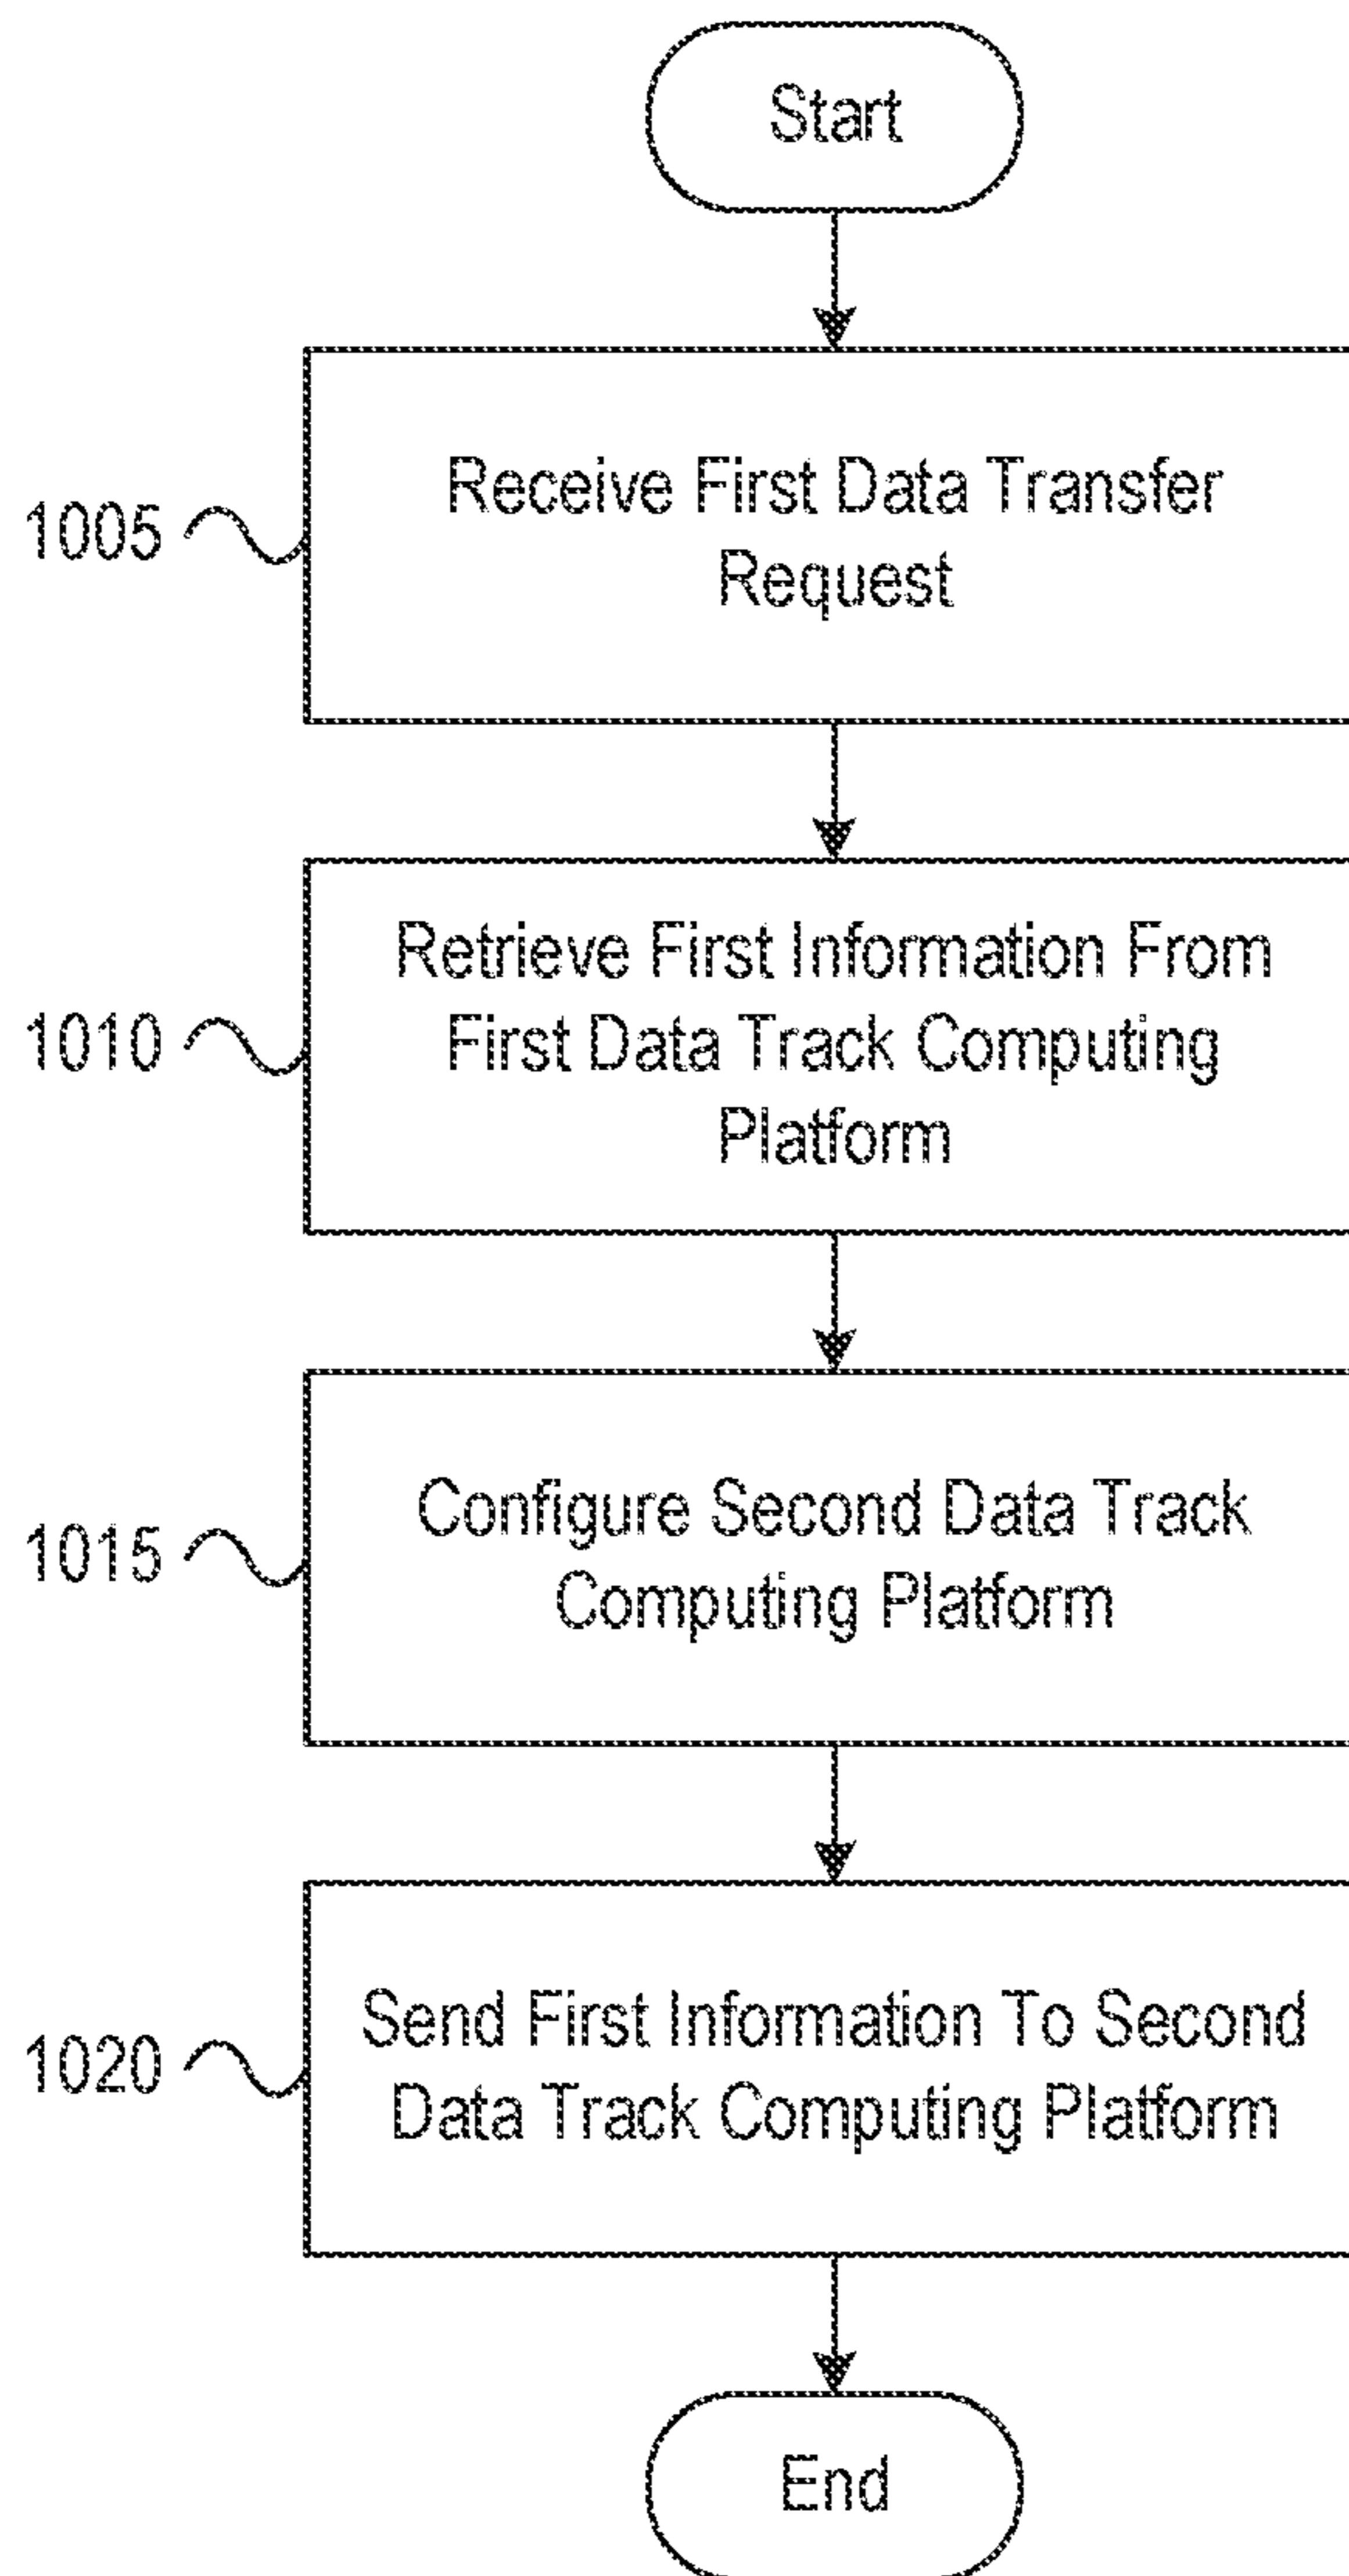 Start
1005
Receive First Data Transfer
Request
1010
Retrieve First Information From
First Data Track Computing
Platform
1015
Configure Second Data Track
Computing Platform
1020
Send First Information To Second
Data Track Computing Platform
End